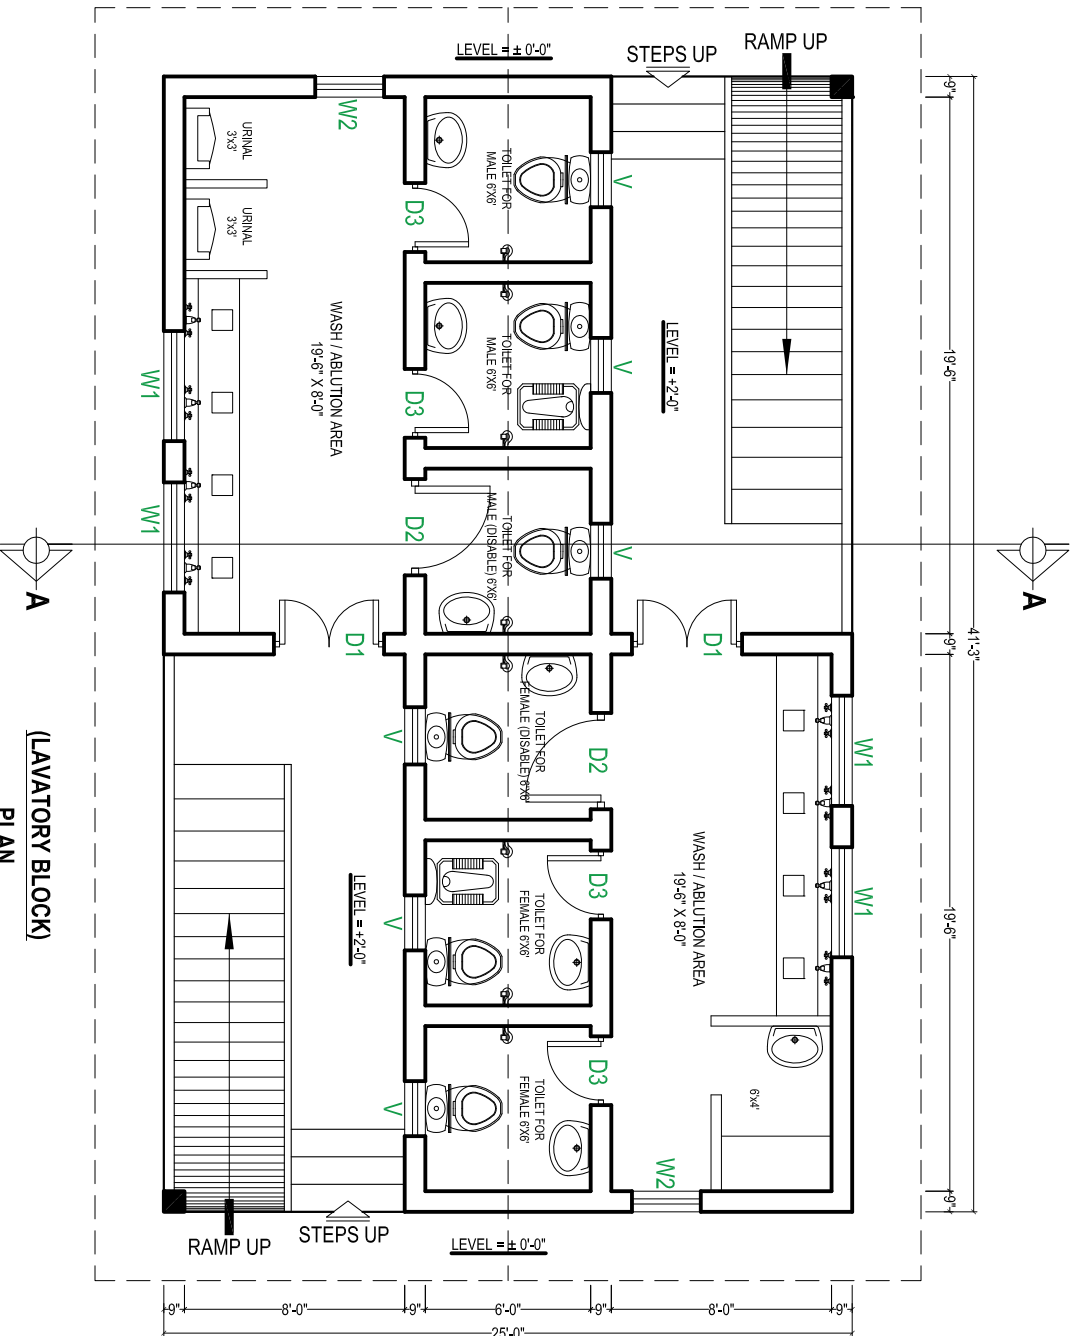 LEVEL = ± 0'-0"
STEPS UP
RAMP UP
9"
W2
URINAL
3'x3'
TOILET FOR
MALE 6'X6'
V
D3
URINAL
3'x3'
WASH / ABLUTION AREA
19'-6" X 8'-0"
TOILET FOR
MALE 6'X6'
V
LEVEL = +2'-0"
19'-6"
W1
D3
W1
D2
TOILET FOR
MALE (DISABLE) 6'X6'
V
A
A
D1
D1
9"
41'-3"
V
TOILET FOR
FEMALE (DISABLE) 6'X6'
D2
W1
WASH / ABLUTION AREA
19'-6" X 8'-0"
LEVEL = +2'-0"
V
TOILET FOR
FEMALE 6'X6'
D3
W1
19'-6"
V
TOILET FOR
FEMALE 6'X6'
D3
6'x4'
W2
9"
RAMP UP
STEPS UP
LEVEL = ± 0'-0"
9"
8'-0"
9"
6'-0"
9"
8'-0"
9"
25'-0"
(LAVATORY BLOCK)
PLAN